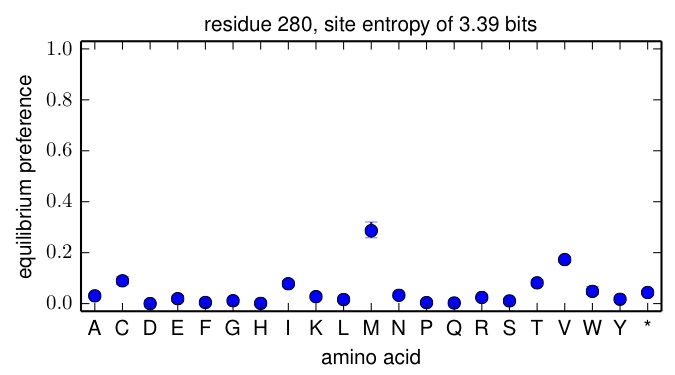 residue 280, site entropy of 3.39 bits
1.0
0.8
0.6
0.4
0.2
0.0
equilibrium preference
A C D E F G H I K L M N P Q R S T V W Y *
amino acid